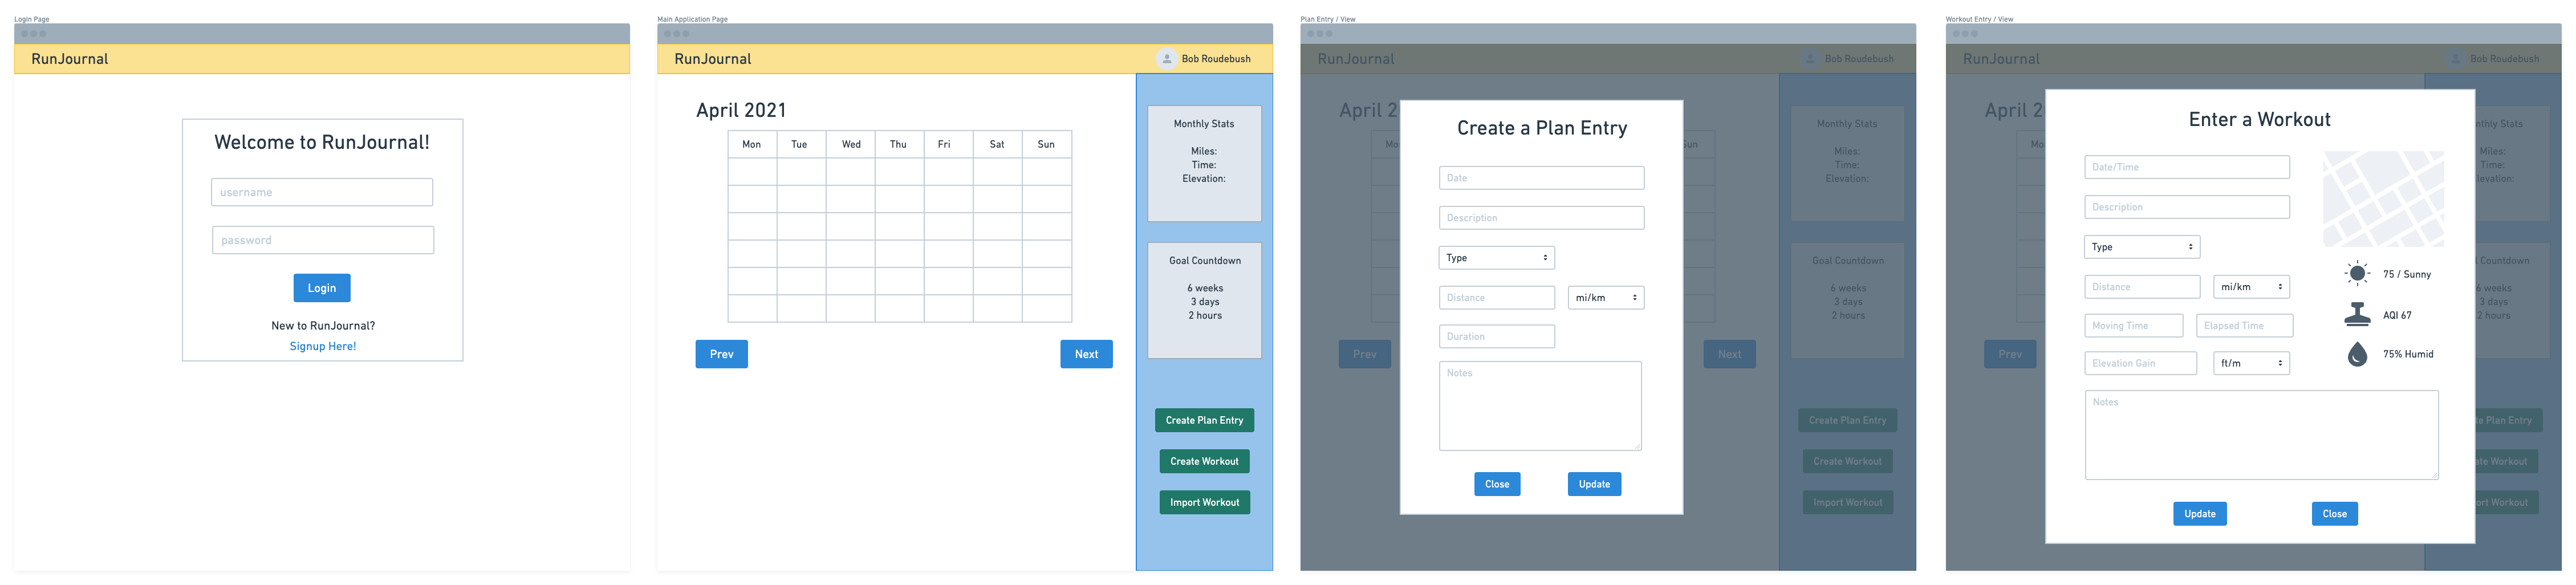 Login Page
RunJournal
Welcome to RunJournal!
username
password
Login
New to RunJournal?
Signup Here!
Main Application Page
RunJournal
Bob Roudebush
April 2021
Mon Tue Wed Thu Fri Sat Sun
Prev
Next
Monthly Stats
Miles:
Time:
Elevation:
Goal Countdown
6 weeks
3 days
2 hours
Create Plan Entry
Create Workout
Import Workout
Plan Entry / View
RunJournal
Bob Roudebush
April 2
Mo
Sun
Prev
Next
Monthly Stats
Miles:
Time:
Elevation:
Goal Countdown
6 weeks
3 days
2 hours
Create Plan Entry
Create Workout
Import Workout
Create a Plan Entry
Date
Description
Type
Distance
mi/km
Duration
Notes
Close
Update
Workout Entry / View
RunJournal
Bob Roudebush
April 2
Mo
Prev
nthly Stats
Miles:
Time:
levation:
l Countdown
6 weeks
3 days
2 hours
te Plan Entry
ate Workout
ort Workout
Enter a Workout
Date/Time
Description
Type
Distance
mi/km
Moving Time
Elapsed Time
Elevation Gain
ft/m
75 / Sunny
AQI 67
75% Humid
Notes
Update
Close